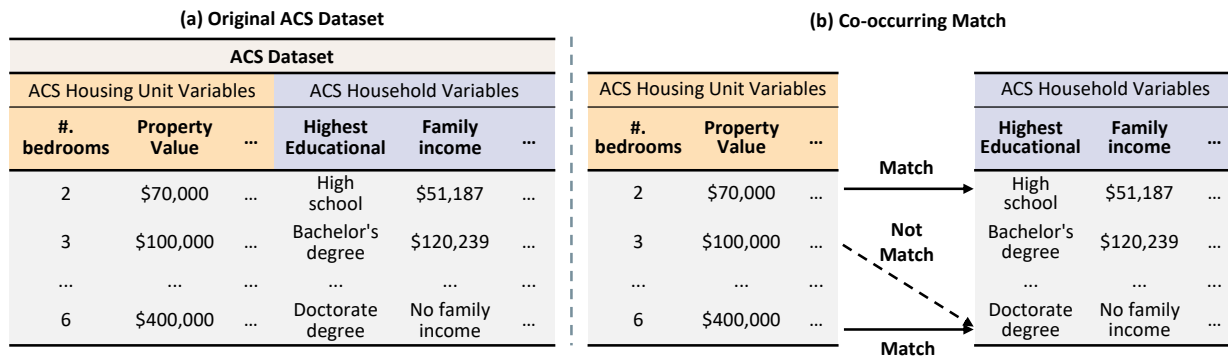 (a) Original ACS Dataset
ACS Dataset
ACS Housing Unit Variables ACS Household Variables
#. bedrooms Property Value ... Highest Educational Family income ...
2 $70,000 ... High school $51,187 ...
3 $100,000 ... Bachelor's degree $120,239 ...
... ... ... ...
6 $400,000 ... Doctorate degree No family income ...
(b) Co-occurring Match
ACS Housing Unit Variables
#. bedrooms Property Value ...
2 $70,000 ...
3 $100,000 ...
... ... ...
6 $400,000 ...
Match
Not
Match
Match
ACS Household Variables
Highest Educational Family income ...
High school $51,187 ...
Bachelor's degree $120,239 ...
... ...
Doctorate degree No family income ...